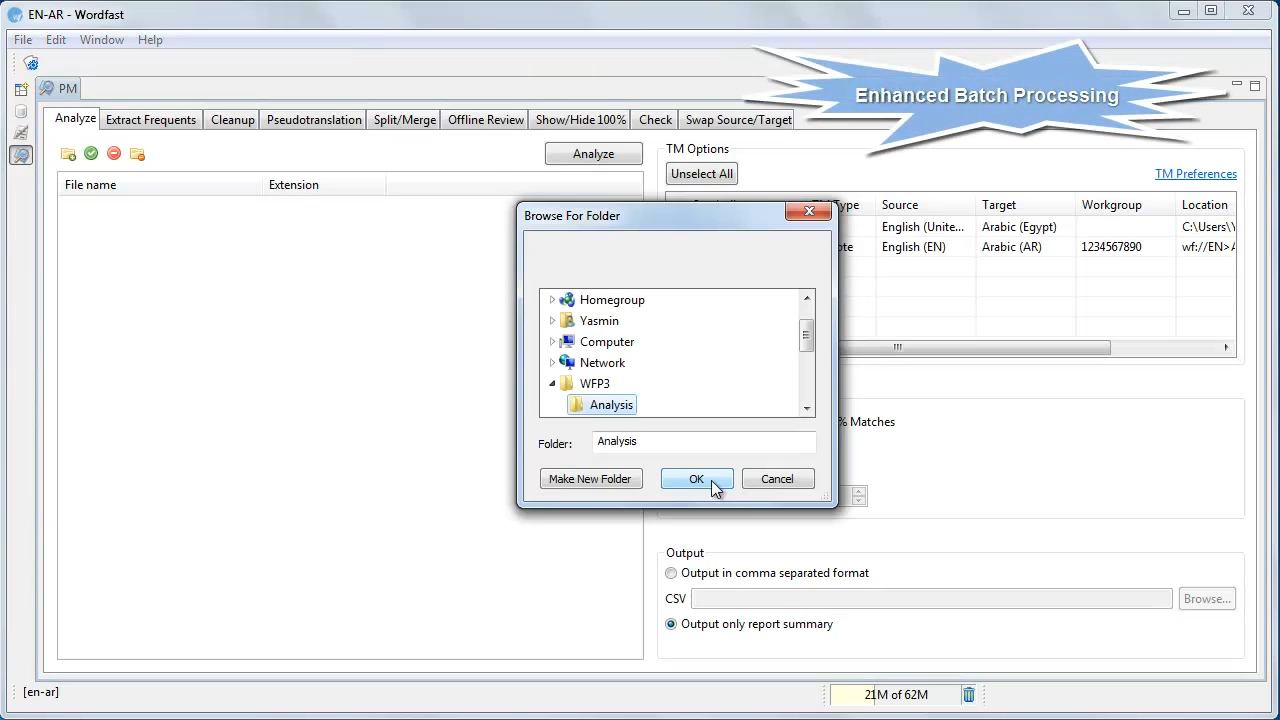 EN-AR - Wordfast
File Edit Window Help
Enhanced Batch Processing
PM
Analyze Extract Frequents Cleanup Pseudotranslation Split/Merge Offline Review Show/Hide 100% Check Swap Source/Target
Analyze
File name Extension
TM Options
Unselect All TM Preferences
Type Source Target Workgroup Location
English (Unite... Arabic (Egypt) C:\Users\Y
English (EN) Arabic (AR) 1234567890 wf://EN>A
Browse For Folder
Homegroup
Yasmin
Computer
Network
WFP3
Analysis
Folder: Analysis
Make New Folder OK Cancel
% Matches
Output
Output in comma separated format
CSV Browse...
Output only report summary
[en-ar] 21M of 62M